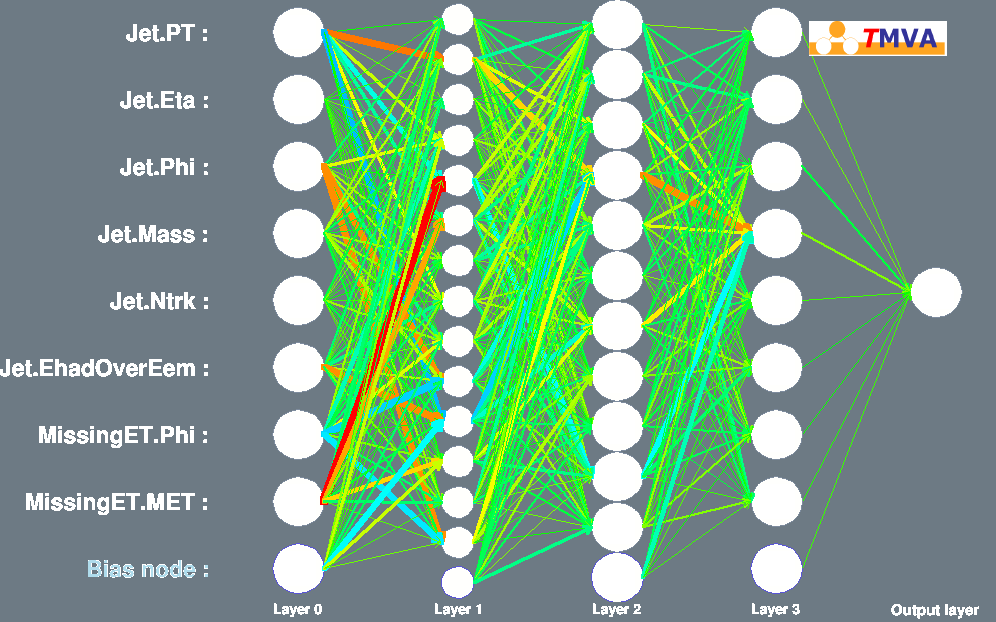 Jet.PT :
TMVA
Jet.Eta :
Jet.Phi :
Jet.Mass :
Jet.Ntrk :
Jet.EhadOverEem :
MissingET.Phi :
MissingET.MET :
Bias node :
Layer 0
Layer 1
Layer 2
Layer 3
Output layer